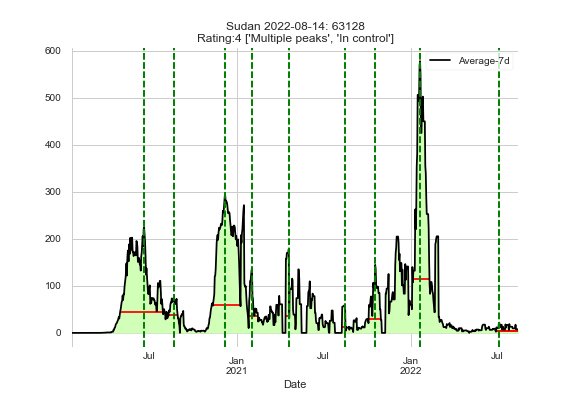 Sudan 2022-08-14: 63128
Rating:4 ['Multiple peaks', 'In control']
Average-7d
600
500
400
300
200
100
0
Jul
Jan
2021
Jul
Jan
2022
Jul
Date